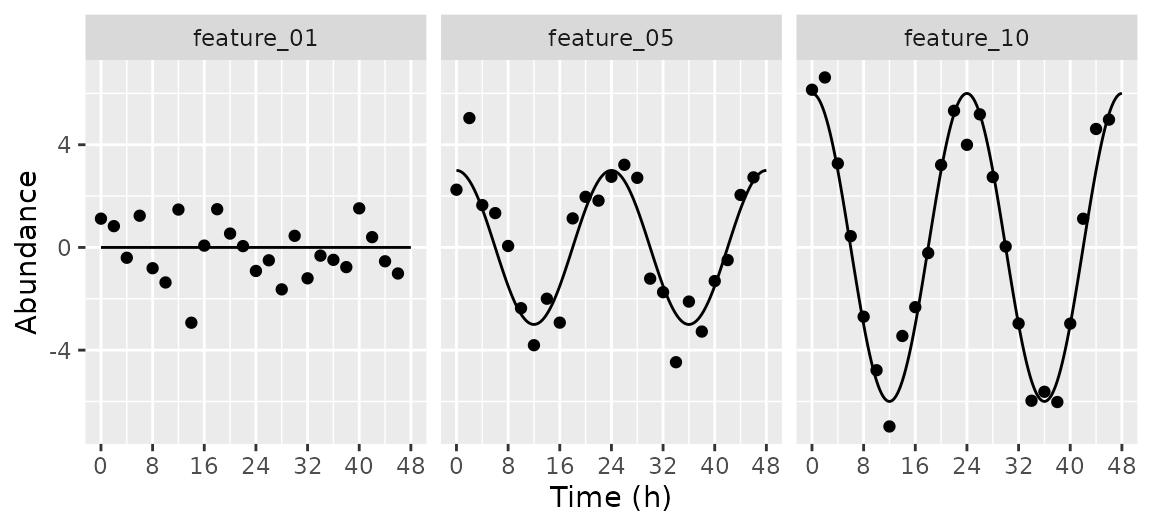 feature_01 feature_05 feature_10
Abundance
4
0
-4
0 8 16 24 32 40 48 0 8 16 24 32 40 48 0 8 16 24 32 40 48
Time (h)